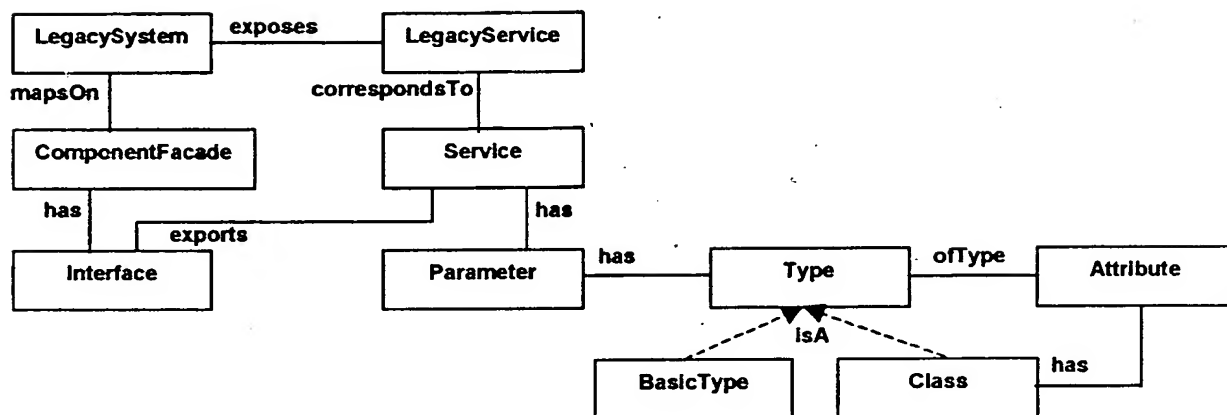 LegacySystem
exposes
LegacyService
mapsOn
correspondsTo
ComponentFacade
Service
has
exports
has
Interface
Parameter
has
Type
ofType
Attribute
isA
BasicType
Class
has